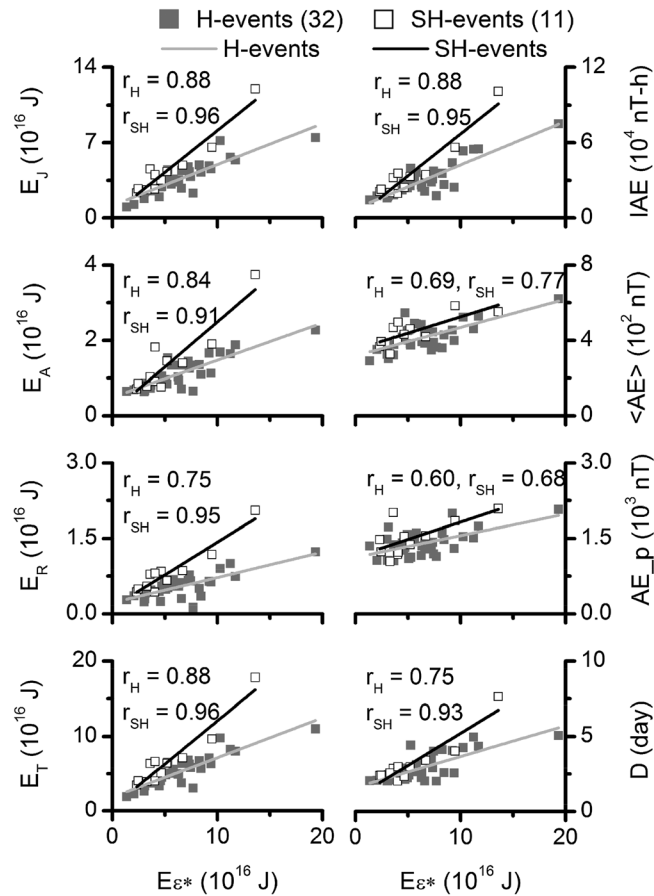 H-events (32) SH-events (11)
H-events SH-events
14
7
0
E_J (10^16 J)
r_H = 0.88
r_SH = 0.96
r_H = 0.88
r_SH = 0.95
12
6
0
IAE (10^4 nT-h)
4
2
0
E_A (10^16 J)
r_H = 0.84
r_SH = 0.91
r_H = 0.69, r_SH = 0.77
8
4
0
<AE> (10^2 nT)
3.0
1.5
0.0
E_R (10^16 J)
r_H = 0.75
r_SH = 0.95
r_H = 0.60, r_SH = 0.68
3.0
1.5
0.0
AE_p (10^3 nT)
20
10
0
E_T (10^16 J)
r_H = 0.88
r_SH = 0.96
r_H = 0.75
r_SH = 0.93
10
5
0
D (day)
0 10 20 0 10 20
Eε* (10^16 J) Eε* (10^16 J)